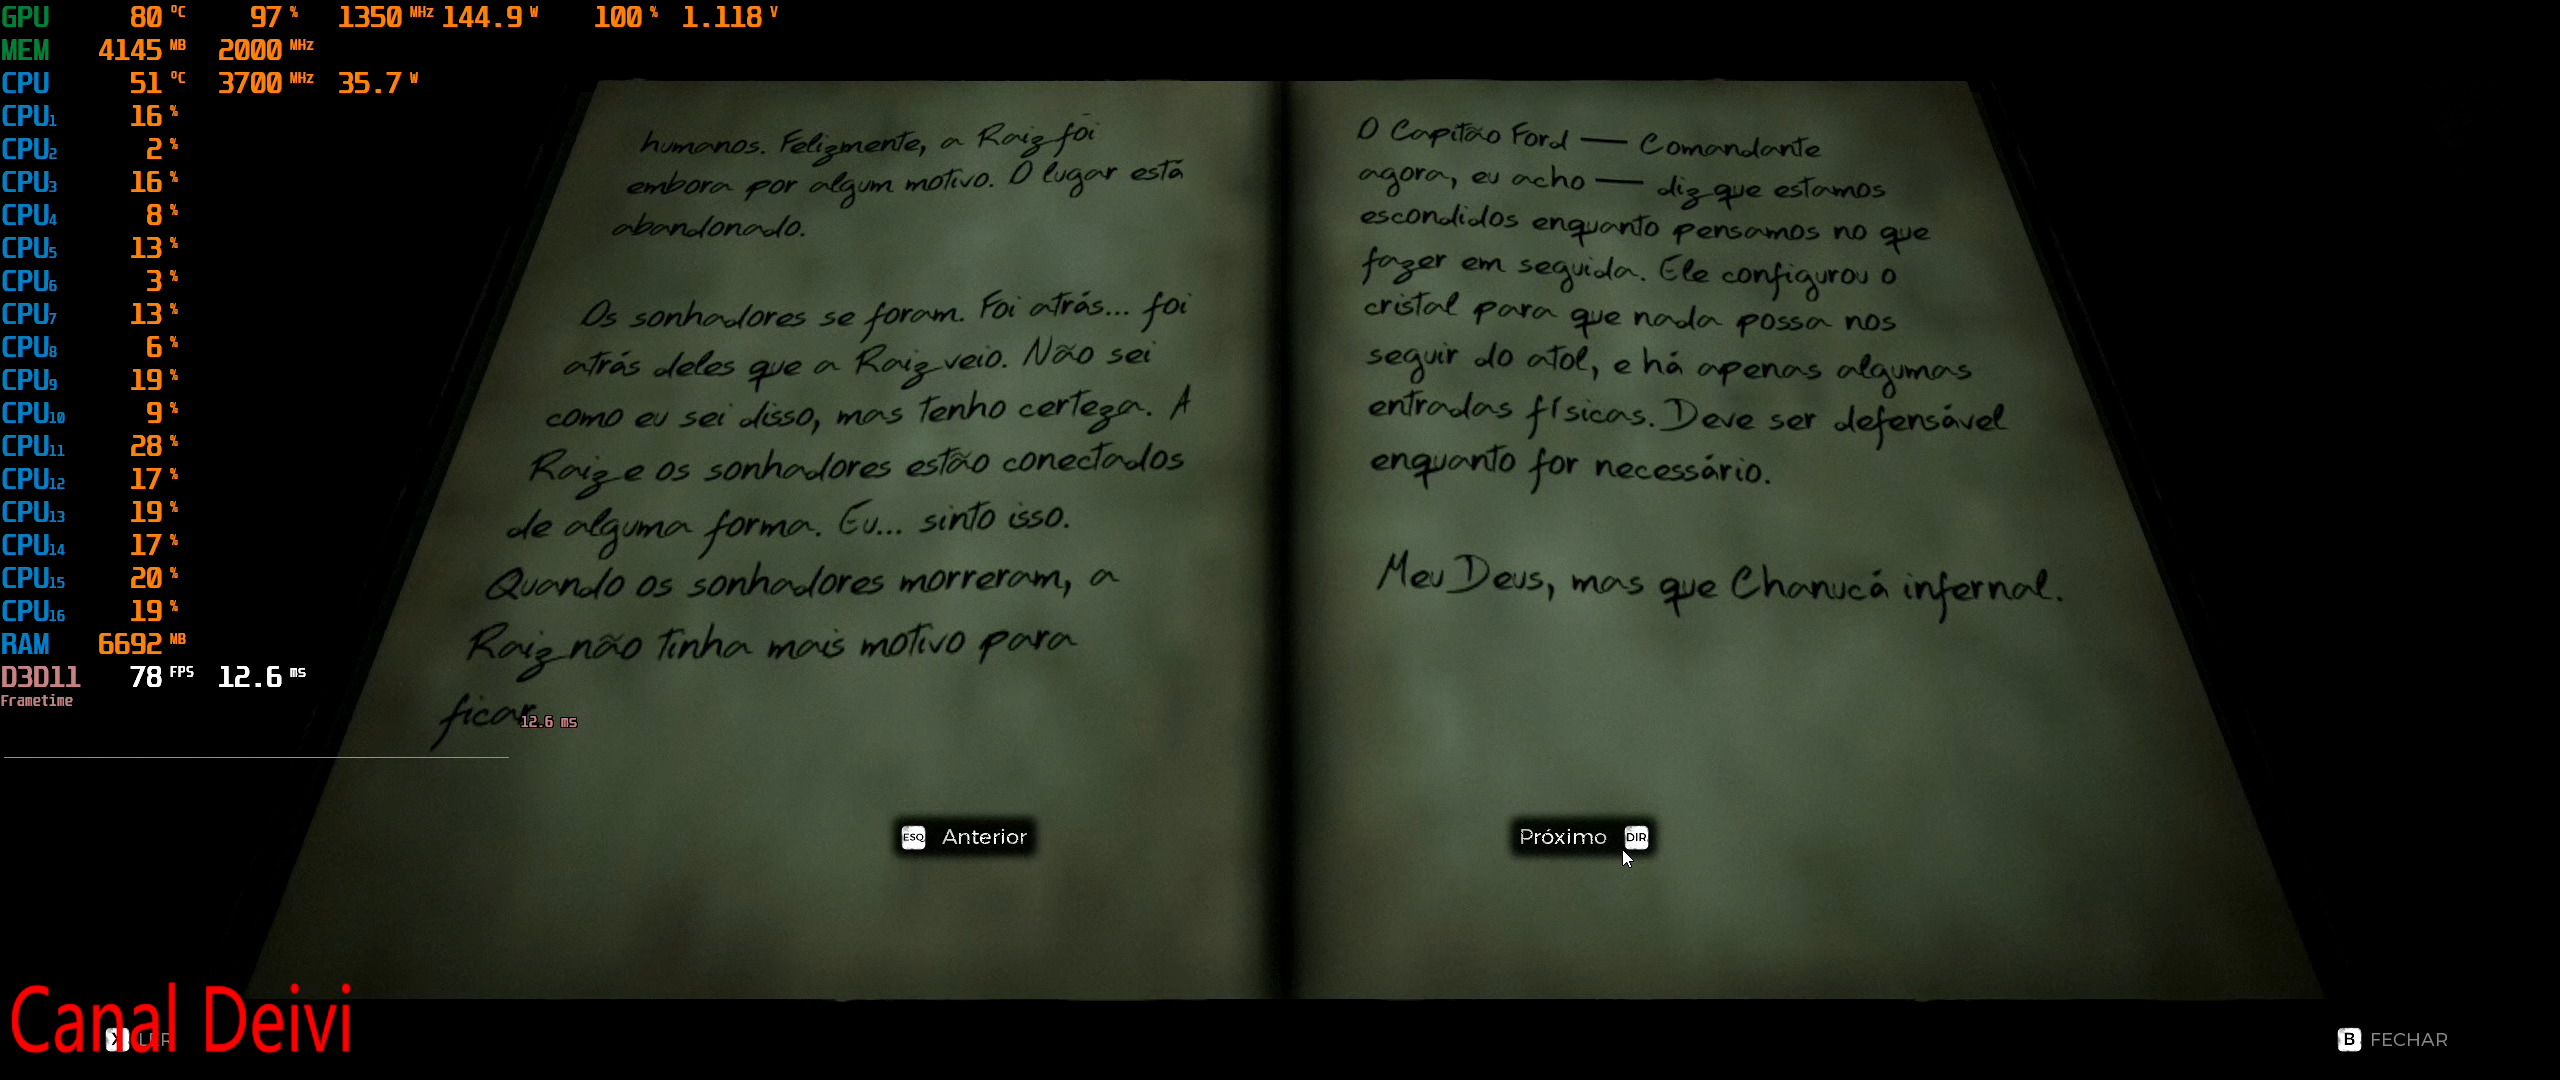 GPU 80 °C 97 % 1350 MHz 144.9 W 100 % 1.118 V
MEM 4145 MB 2000 MHz
CPU 51 °C 3700 MHz 35.7 W
CPU1 16 %
CPU2 2 %
CPU3 16 %
CPU4 8 %
CPU5 13 %
CPU6 3 %
CPU7 13 %
CPU8 6 %
CPU9 19 %
CPU10 9 %
CPU11 28 %
CPU12 17 %
CPU13 19 %
CPU14 17 %
CPU15 20 %
CPU16 19 %
RAM 6692 MB
D3D11 78 FPS 12.6 ms
Frametime
12.6 ms
humanos. Felizmente, a Raiz foi
embora por algum motivo. O lugar está
abandonado.
Os sonhadores se foram. Foi atrás... foi
atrás deles que a Raiz veio. Não sei
como eu sei disso, mas tenho certeza. A
Raiz e os sonhadores estão conectados
de alguma forma. Eu... sinto isso.
Quando os sonhadores morreram, a
Raiz não tinha mais motivo para
ficar
O Capitão Ford — Comandante
agora, eu acho — diz que estamos
escondidos enquanto pensamos no que
fazer em seguida. Ele configurou o
cristal para que nada possa nos
seguir do atol, e há apenas algumas
entradas físicas. Deve ser defensável
enquanto for necessário.
Meu Deus, mas que Chanucá infernal.
ESQ Anterior
Próximo DIR
Canal Deivi
X LER
B FECHAR